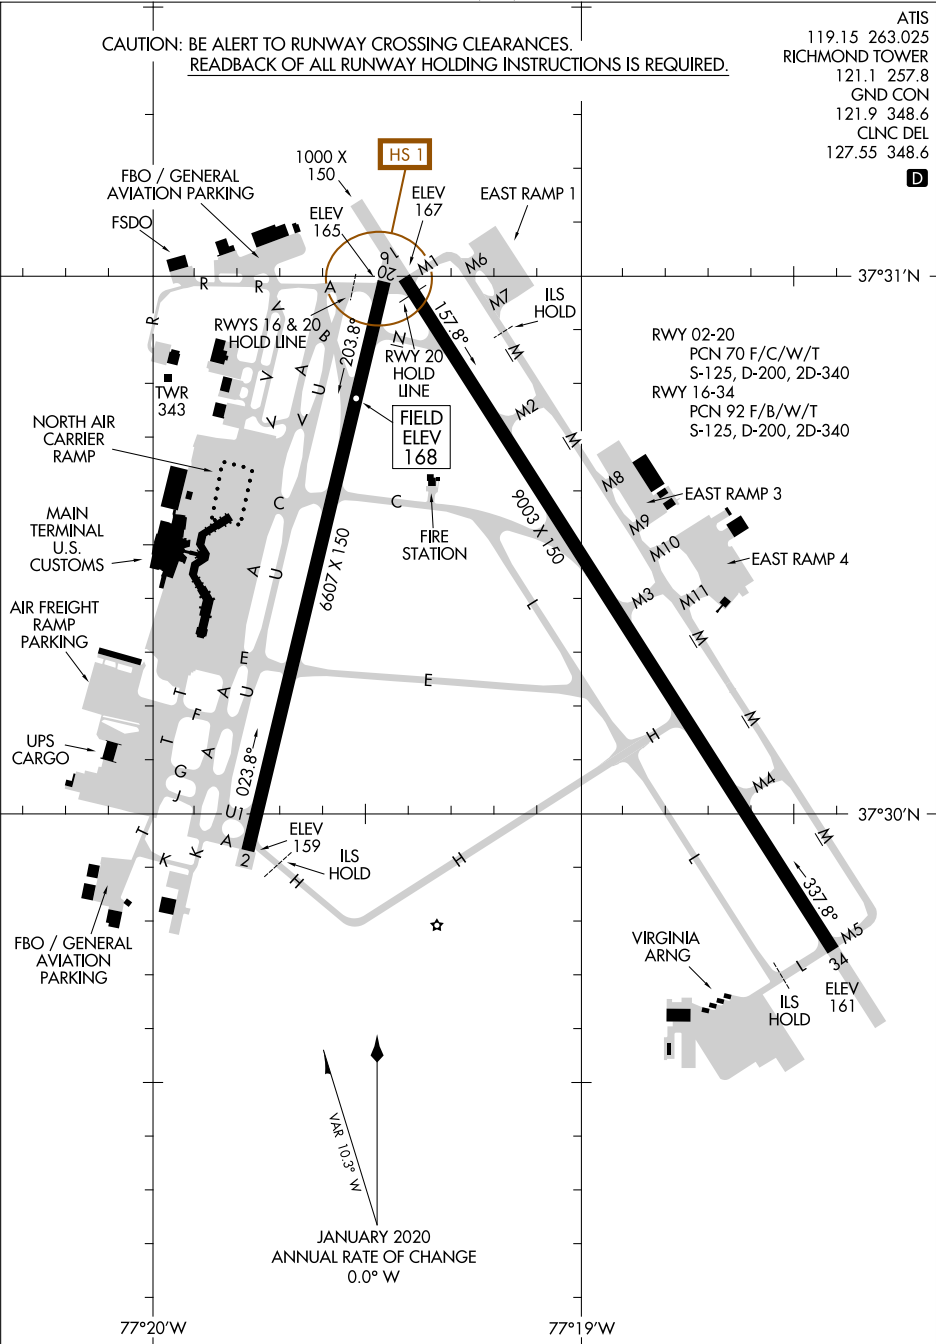 CAUTION: BE ALERT TO RUNWAY CROSSING CLEARANCES.
READBACK OF ALL RUNWAY HOLDING INSTRUCTIONS IS REQUIRED.
ATIS
119.15 263.025
RICHMOND TOWER
121.1 257.8
GND CON
121.9 348.6
CLNC DEL
127.55 348.6
D
HS 1
1000 X
150
FBO / GENERAL
AVIATION PARKING
FSDO
ELEV
165
ELEV
167
EAST RAMP 1
16
20
M1
M6
M7
R
R
R
A
V
B
RWYS 16 & 20
HOLD LINE
203.8°
N
157.8°
ILS
HOLD
37°31'N
RWY 20
HOLD
LINE
M
RWY 02-20
PCN 70 F/C/W/T
S-125, D-200, 2D-340
RWY 16-34
PCN 92 F/B/W/T
S-125, D-200, 2D-340
TWR
343
V
A
U
V
V
FIELD
ELEV
168
M2
M
NORTH AIR
CARRIER
RAMP
M8
EAST RAMP 3
C
C
9003 X 150
M9
M10
MAIN
TERMINAL
U.S.
CUSTOMS
FIRE
STATION
EAST RAMP 4
A
U
6607 X 150
L
M3
M11
AIR FREIGHT
RAMP
PARKING
M
E
E
T
A
U
F
T
A
H
M
UPS
CARGO
023.8°
G
J
M4
U1
37°30'N
T
A
K
K
2
ELEV
159
ILS
HOLD
H
H
L
M
337.8°
FBO / GENERAL
AVIATION
PARKING
VIRGINIA
ARNG
M5
34
L
ILS
HOLD
ELEV
161
VAR 10.3° W
JANUARY 2020
ANNUAL RATE OF CHANGE
0.0° W
77°20'W
77°19'W